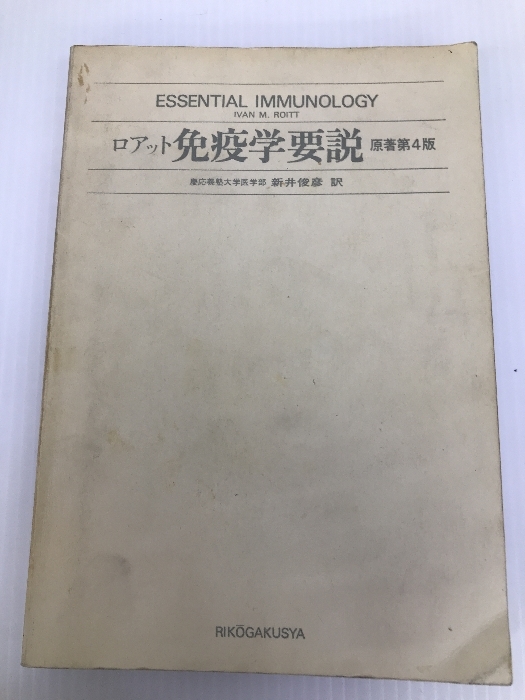 ESSENTIAL IMMUNOLOGY
IVAN M. ROITT
ロアット 免疫学要説 原著第4版
慶応義塾大学医学部 新井俊彦 訳
RIKŌGAKUSYA